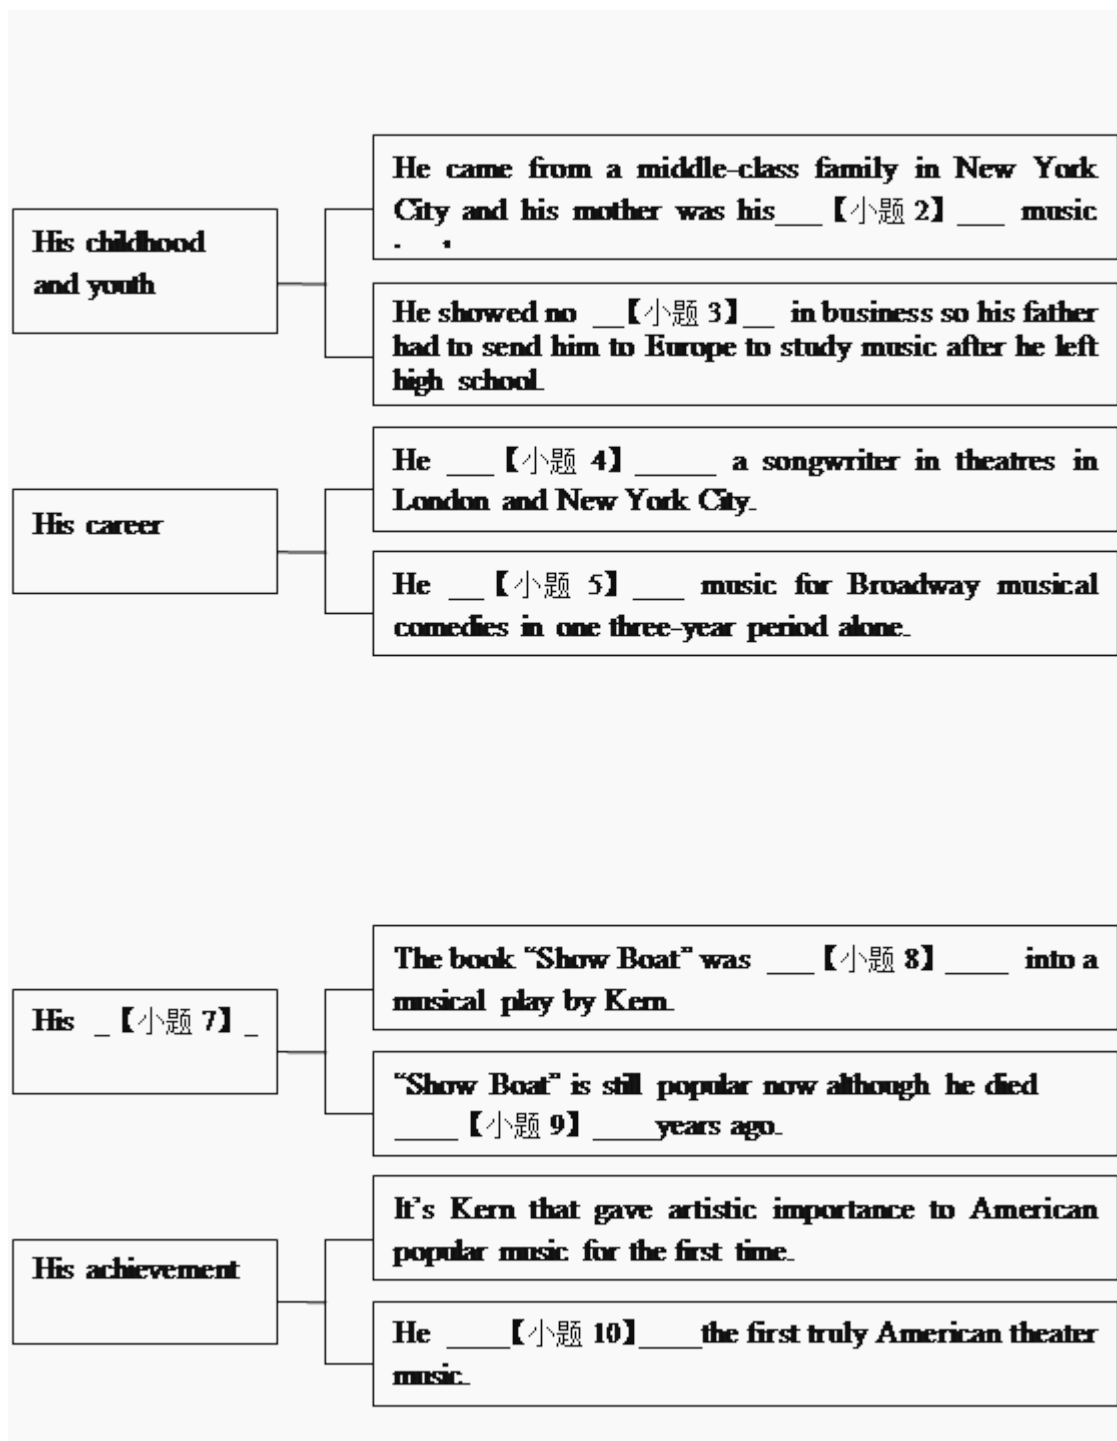 He came from a middle-class family in New York
City and his mother was his___【小题 2】___ music
His childhood
and youth
He showed no __【小题 3】__ in business so his father
had to send him to Europe to study music after he left
high school.
He ___【小题 4】_____ a songwriter in theatres in
London and New York City.
His career
He __【小题 5】___ music for Broadway musical
comedies in one three-year period alone.
The book “Show Boat” was ___【小题 8】____ into a
musical play by Kern.
His _【小题 7】_
“Show Boat” is still popular now although he died
____【小题 9】____years ago.
It’s Kern that gave artistic importance to American
popular music for the first time.
His achievement
He ____【小题 10】____the first truly American theater
music.